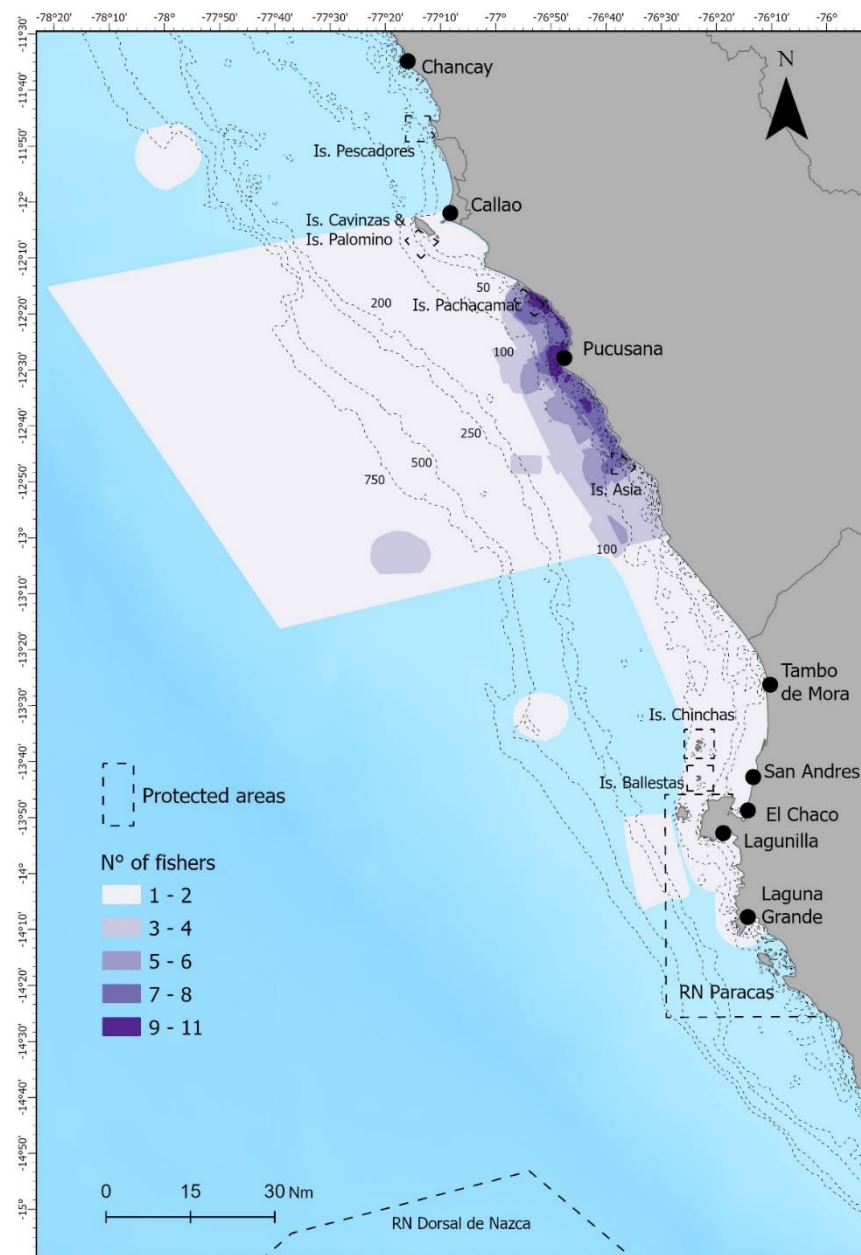 -78°20' -78° -77°50' -77°40' -77°30' -77°20' -77°10' -77° -76°50' -76°40' -76°30' -76°20' -76°10' -76°
-11°30'
-11°40'
-11°50'
-12°
-12°10'
-12°20'
-12°30'
-12°40'
-12°50'
-13°
-13°10'
-13°20'
-13°30'
-13°40'
-13°50'
-14°
-14°10'
-14°20'
-14°30'
-14°40'
-14°50'
-15°
N
Chancay
Is. Pescadores
Callao
Is. Cavinzas &
Is. Palomino
50
200
Is. Pachacamac
100
Pucusana
250
500
750
Is. Asia
100
Tambo
de Mora
Is. Chinchas
San Andres
Is. Ballestas
El Chaco
Lagunilla
Laguna
Grande
RN Paracas
Protected areas
N° of fishers
1 - 2
3 - 4
5 - 6
7 - 8
9 - 11
0 15 30 Nm
RN Dorsal de Nazca